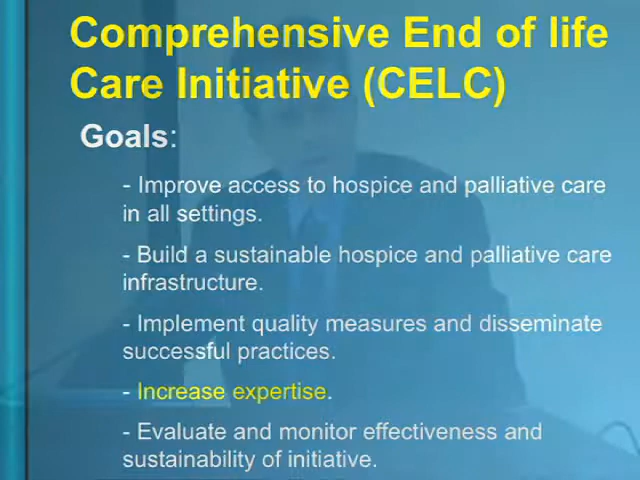 Comprehensive End of life
Care Initiative (CELC)
Goals:
- Improve access to hospice and palliative care
in all settings.
- Build a sustainable hospice and palliative care
infrastructure.
- Implement quality measures and disseminate
successful practices.
- Increase expertise.
- Evaluate and monitor effectiveness and
sustainability of initiative.